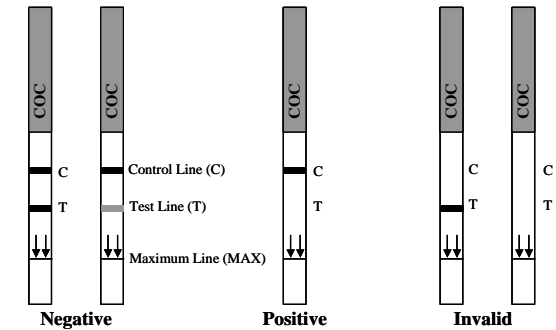 COC COC COC COC COC
Control Line (C) C C C C
Test Line (T) T T T T
Maximum Line (MAX)
Negative Positive Invalid